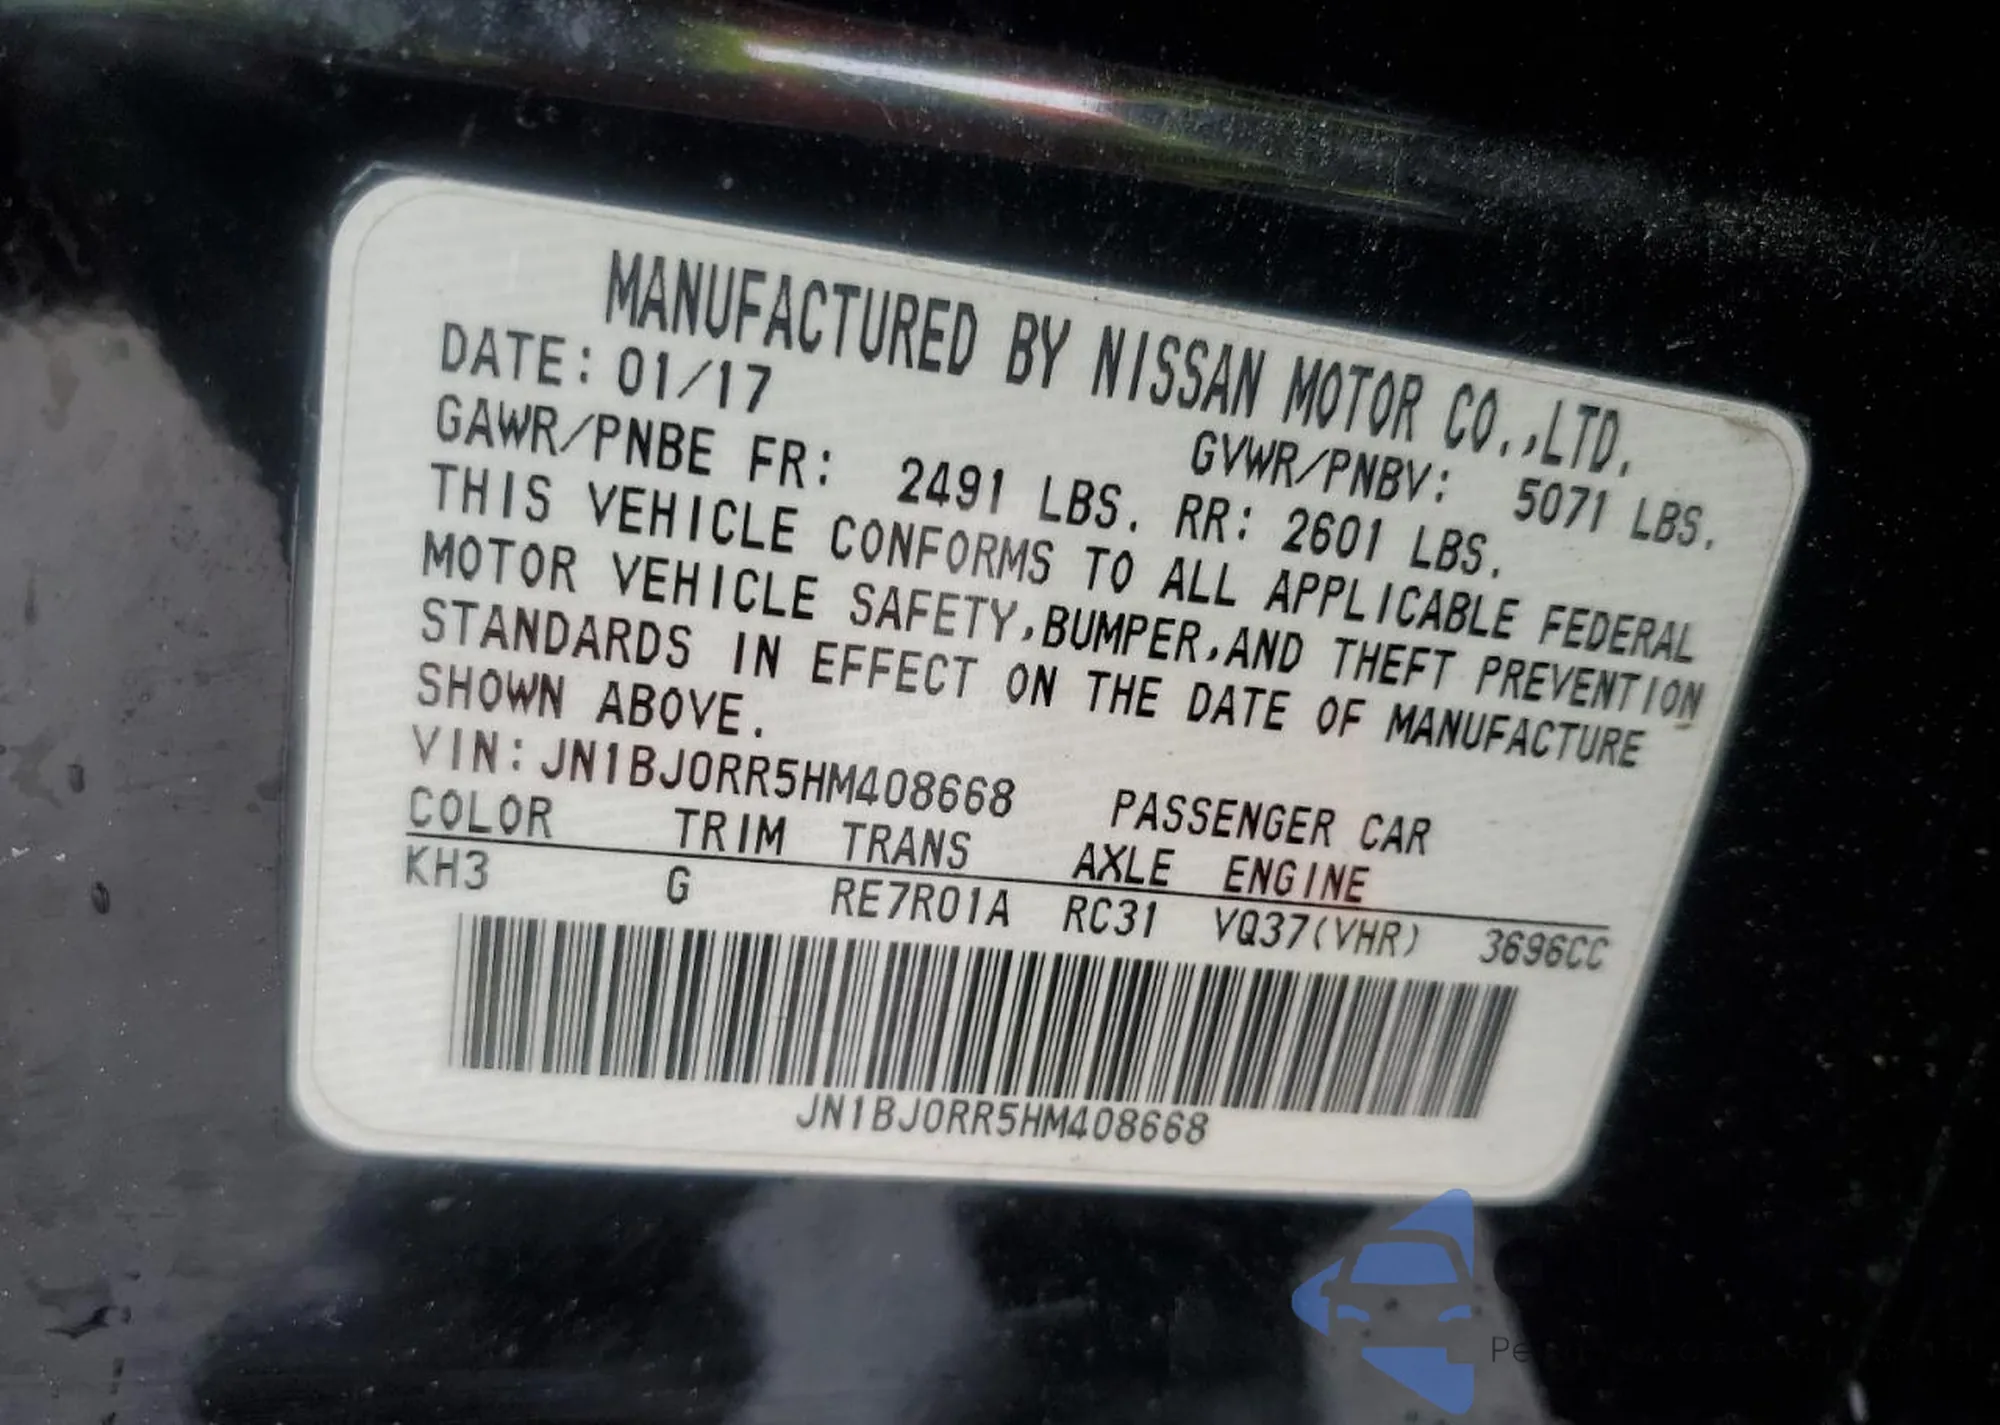 MANUFACTURED BY NISSAN MOTOR CO.,LTD.
DATE: 01/17 GVWR/PNBV: 5071 LBS.
GAWR/PNBE FR: 2491 LBS. RR: 2601 LBS.
THIS VEHICLE CONFORMS TO ALL APPLICABLE FEDERAL
MOTOR VEHICLE SAFETY,BUMPER,AND THEFT PREVENTION
STANDARDS IN EFFECT ON THE DATE OF MANUFACTURE
SHOWN ABOVE.
VIN:JN1BJ0RR5HM408668 PASSENGER CAR
COLOR TRIM TRANS AXLE ENGINE
KH3 G RE7R01A RC31 VQ37(VHR) 3696CC
JN1BJ0RR5HM408668